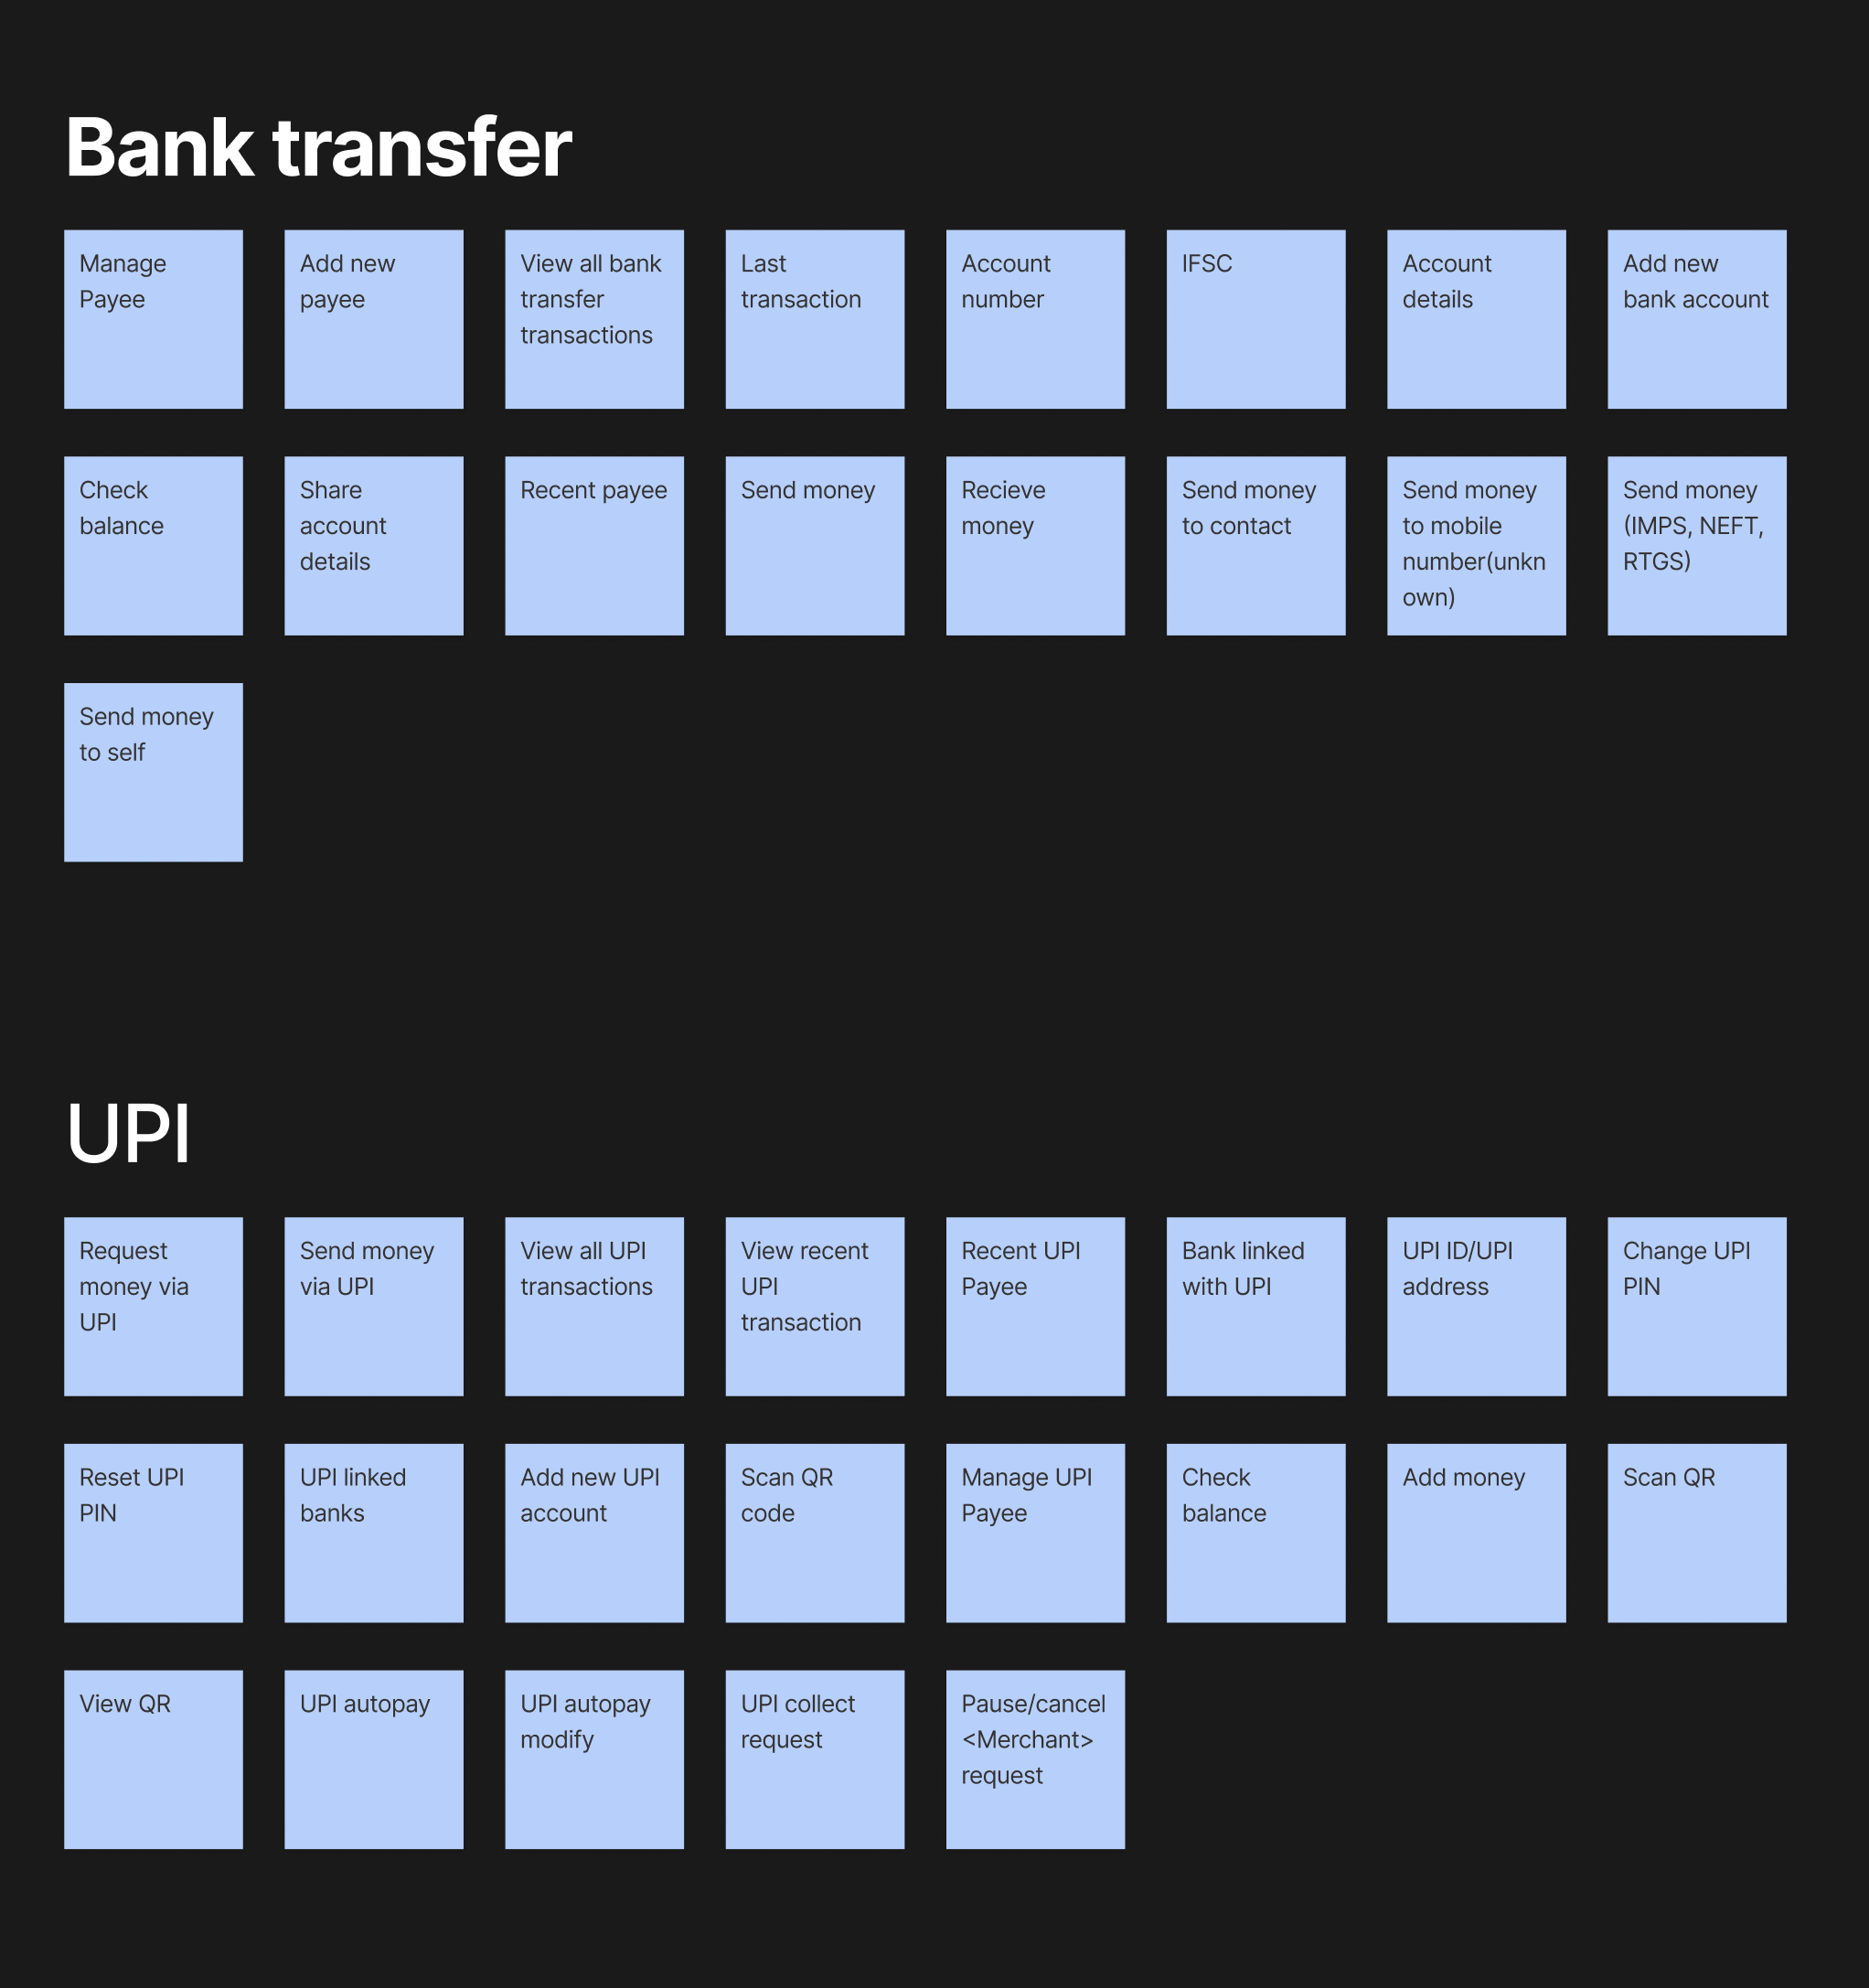 Bank transfer
Manage
Payee
Add new
payee
View all bank
transfer
transactions
Last
transaction
Account
number
IFSC
Account
details
Add new
bank account
Check
balance
Share
account
details
Recent payee
Send money
Recieve
money
Send money
to contact
Send money
to mobile
number(unkn
own)
Send money
(IMPS, NEFT,
RTGS)
Send money
to self
UPI
Request
money via
UPI
Send money
via UPI
View all UPI
transactions
View recent
UPI
transaction
Recent UPI
Payee
Bank linked
with UPI
UPI ID/UPI
address
Change UPI
PIN
Reset UPI
PIN
UPI linked
banks
Add new UPI
account
Scan QR
code
Manage UPI
Payee
Check
balance
Add money
Scan QR
View QR
UPI autopay
UPI autopay
modify
UPI collect
request
Pause/cancel
<Merchant>
request